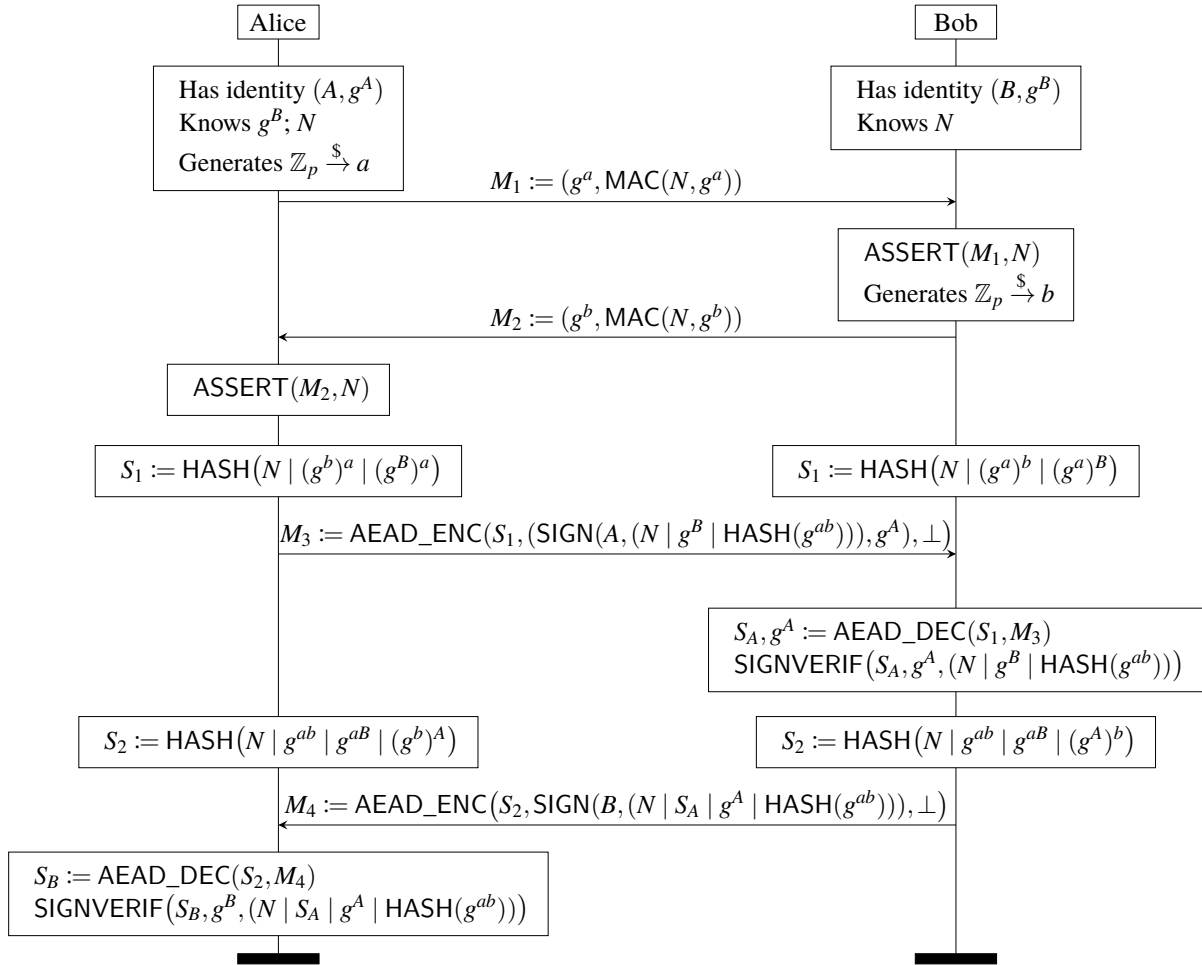 Alice
Bob
Has identity (A, g^A)
Knows g^B; N
Generates ℤ_p →^$ a
Has identity (B, g^B)
Knows N
M_1 := (g^a, MAC(N, g^a))
ASSERT(M_1, N)
Generates ℤ_p →^$ b
M_2 := (g^b, MAC(N, g^b))
ASSERT(M_2, N)
S_1 := HASH(N | (g^b)^a | (g^B)^a)
S_1 := HASH(N | (g^a)^b | (g^a)^B)
M_3 := AEAD_ENC(S_1, (SIGN(A, (N | g^B | HASH(g^{ab}))), g^A), ⊥)
S_A, g^A := AEAD_DEC(S_1, M_3)
SIGNVERIF(S_A, g^A, (N | g^B | HASH(g^{ab})))
S_2 := HASH(N | g^{ab} | g^{aB} | (g^b)^A)
S_2 := HASH(N | g^{ab} | g^{aB} | (g^A)^b)
M_4 := AEAD_ENC(S_2, SIGN(B, (N | S_A | g^A | HASH(g^{ab}))), ⊥)
S_B := AEAD_DEC(S_2, M_4)
SIGNVERIF(S_B, g^B, (N | S_A | g^A | HASH(g^{ab})))